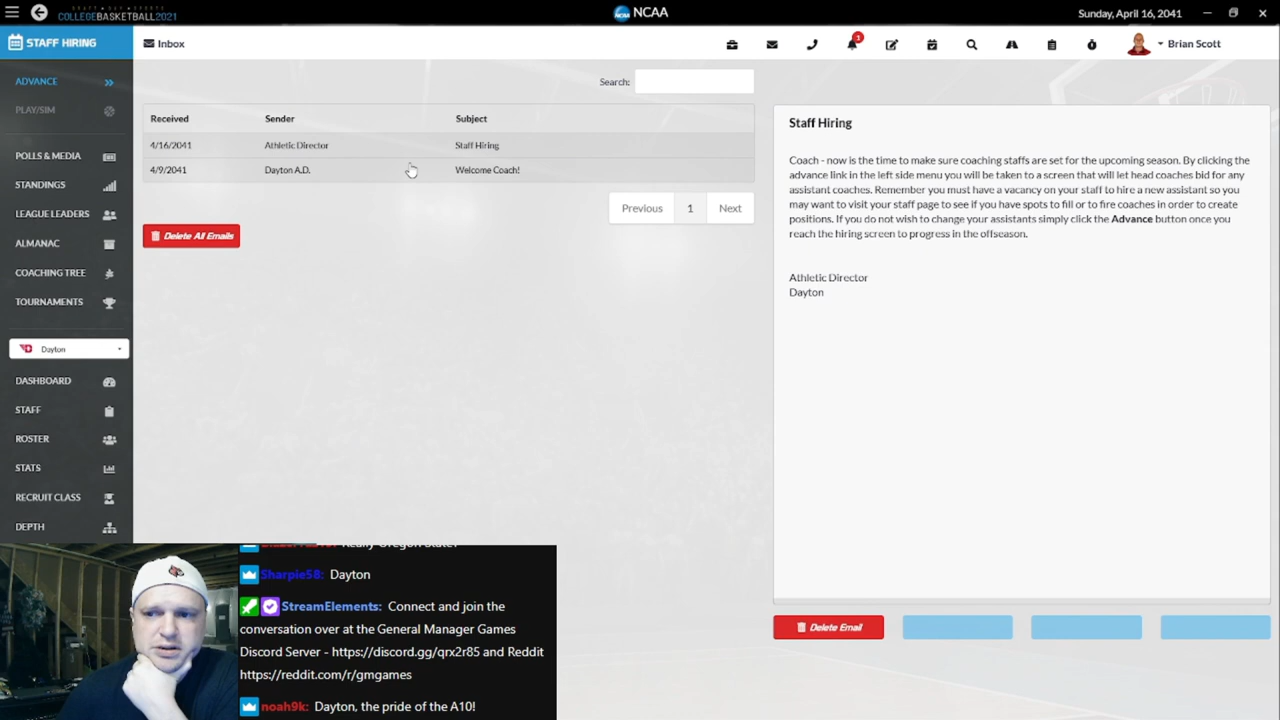 DRAFT DAY SPORTS
COLLEGEBASKETBALL2021
NCAA
Sunday, April 16, 2041
STAFF HIRING
Inbox
1
Brian Scott
ADVANCE
PLAY/SIM
POLLS & MEDIA
STANDINGS
LEAGUE LEADERS
ALMANAC
COACHING TREE
TOURNAMENTS
Dayton
DASHBOARD
STAFF
ROSTER
STATS
RECRUIT CLASS
DEPTH
Search:
Received Sender Subject
4/16/2041 Athletic Director Staff Hiring
4/9/2041 Dayton A.D. Welcome Coach!
Previous 1 Next
Delete All Emails
Staff Hiring
Coach - now is the time to make sure coaching staffs are set for the upcoming season. By clicking the
advance link in the left side menu you will be taken to a screen that will let head coaches bid for any
assistant coaches. Remember you must have a vacancy on your staff to hire a new assistant so you
may want to visit your staff page to see if you have spots to fill or to fire coaches in order to create
positions. If you do not wish to change your assistants simply click the Advance button once you
reach the hiring screen to progress in the offseason.
Athletic Director
Dayton
Delete Email
Really Oregon State?
Sharpie58: Dayton
StreamElements: Connect and join the
conversation over at the General Manager Games
Discord Server - https://discord.gg/qrx2r85 and Reddit
https://reddit.com/r/gmgames
noah9k: Dayton, the pride of the A10!